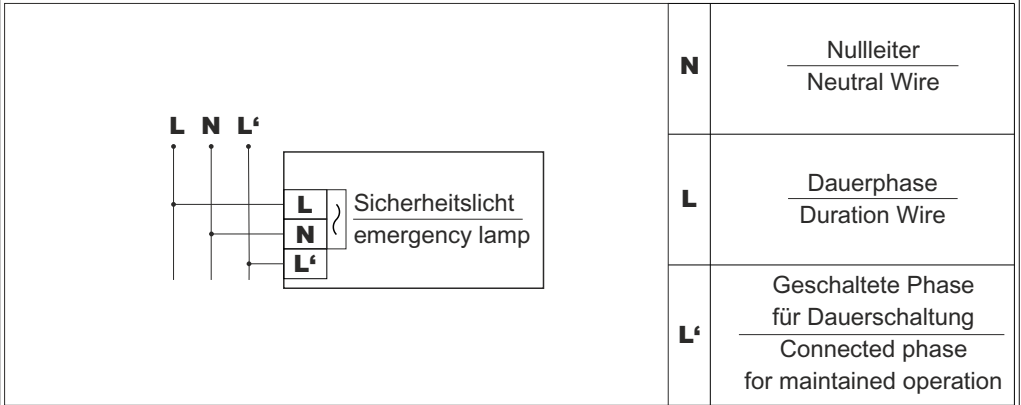 L N L‘
L
N
L‘
Sicherheitslicht
emergency lamp
N
Nullleiter
Neutral Wire
L
Dauerphase
Duration Wire
L‘
Geschaltete Phase
für Dauerschaltung
Connected phase
for maintained operation